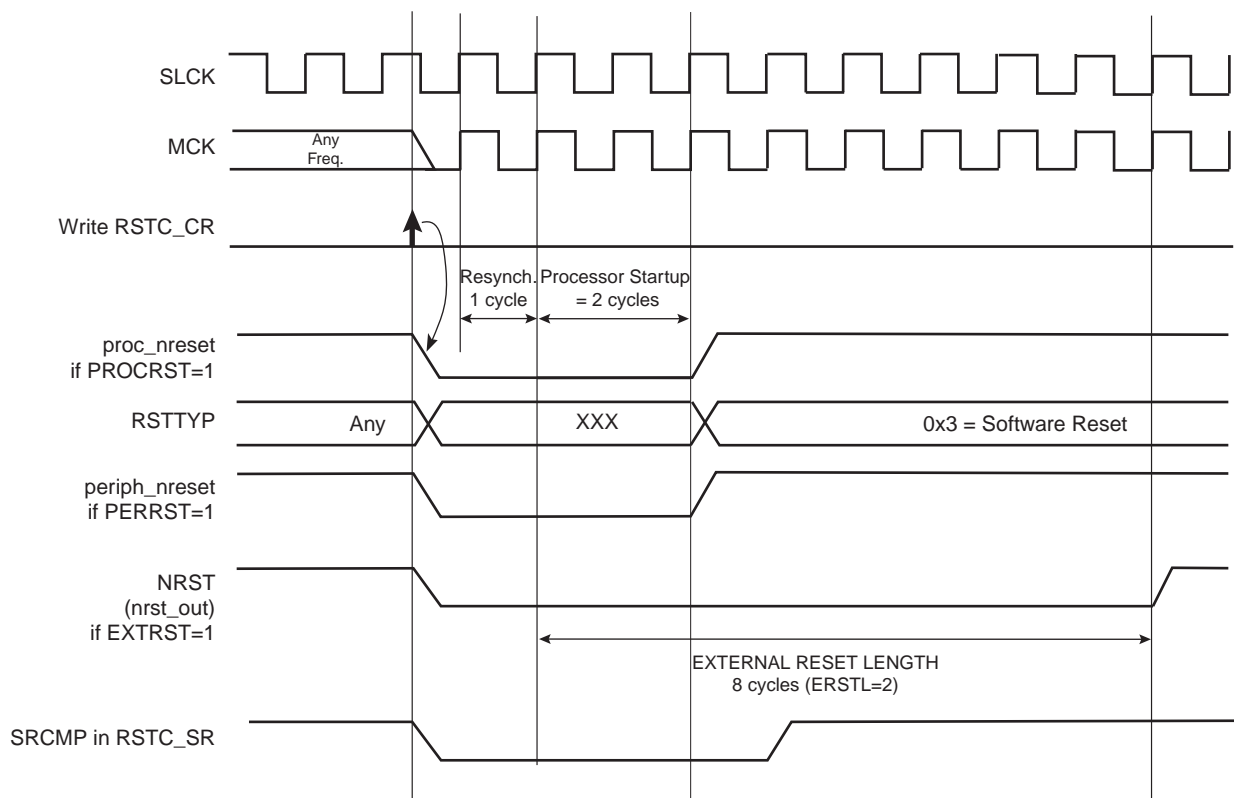 SLCK
MCK
Any
Freq.
Write RSTC_CR
Resynch.
1 cycle
Processor Startup
= 2 cycles
proc_nreset
if PROCRST=1
RSTTYP
Any
XXX
0x3 = Software Reset
periph_nreset
if PERRST=1
NRST
(nrst_out)
if EXTRST=1
EXTERNAL RESET LENGTH
8 cycles (ERSTL=2)
SRCMP in RSTC_SR